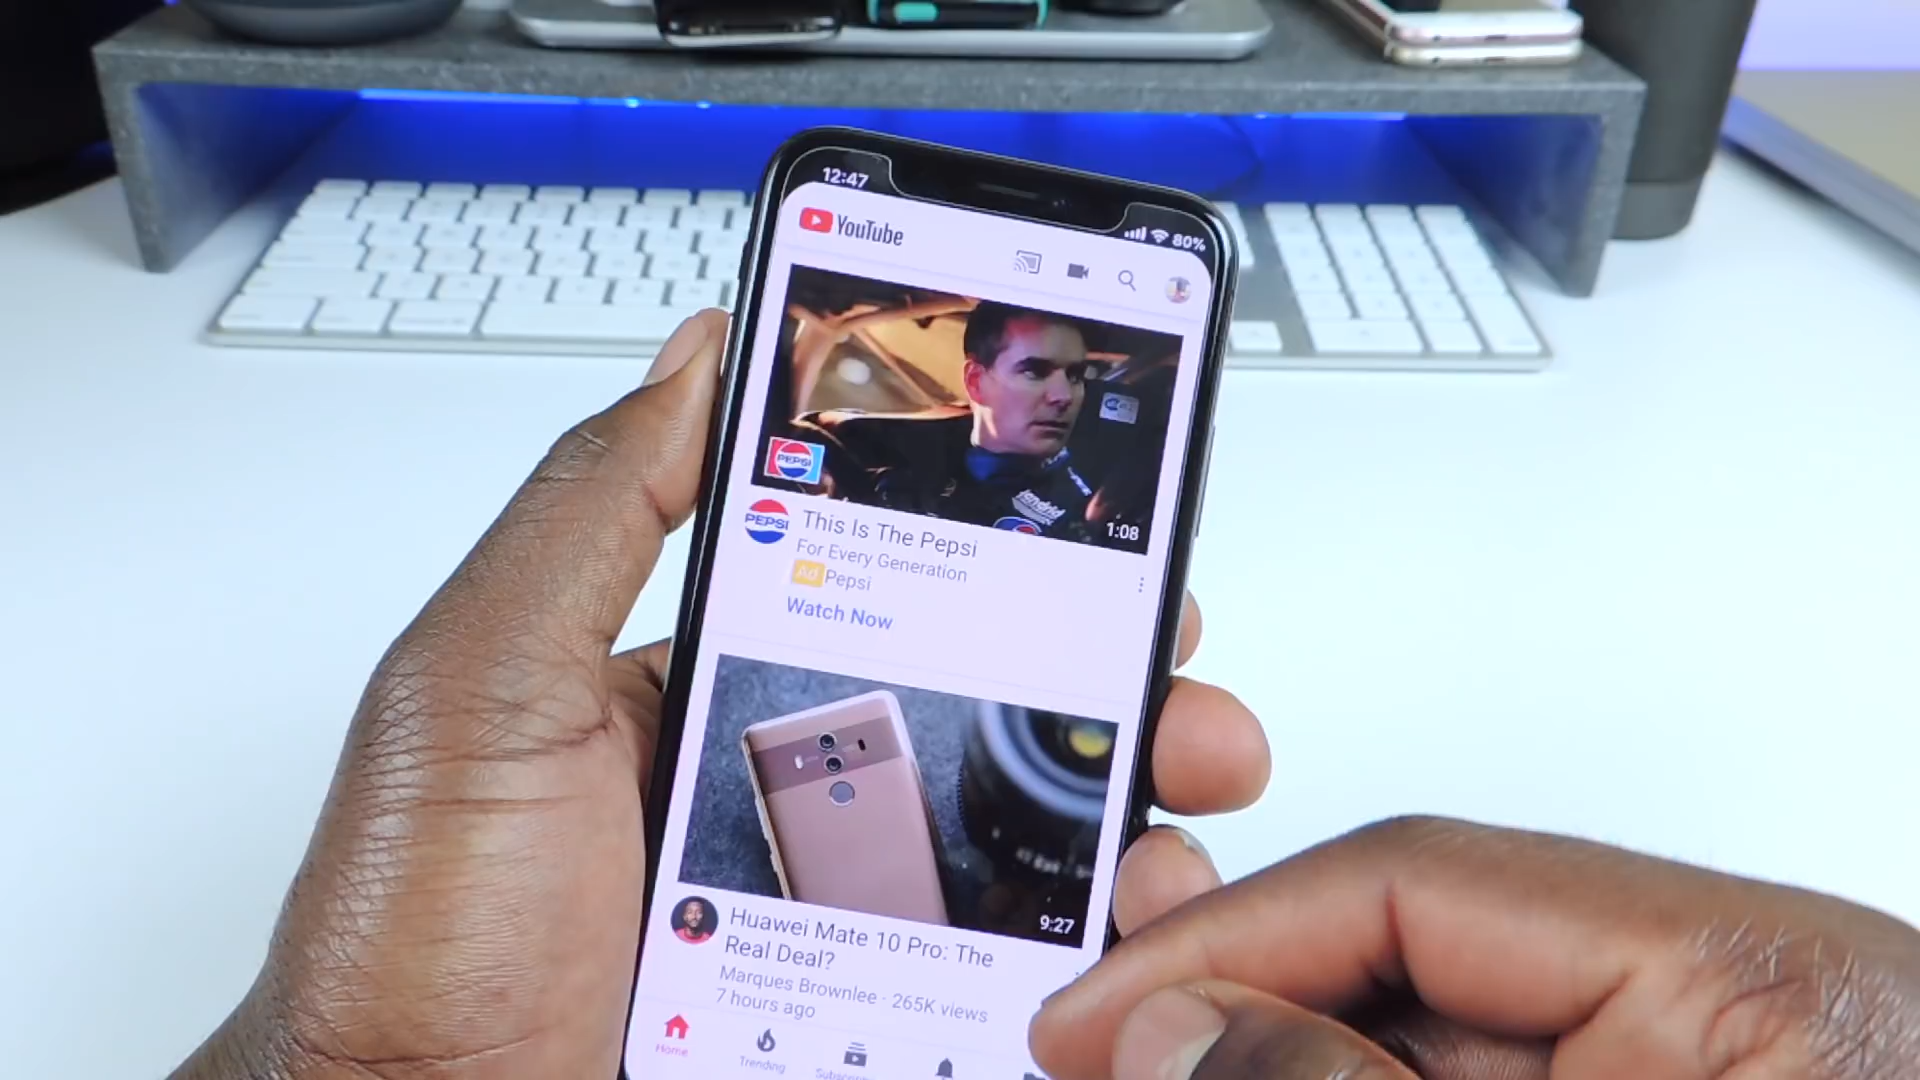 12:47
80%
YouTube
PEPSI
1:08
PEPSI
This Is The Pepsi
For Every Generation
Ad Pepsi
Watch Now
9:27
Huawei Mate 10 Pro: The
Real Deal?
Marques Brownlee · 265K views
7 hours ago
Home
Trending